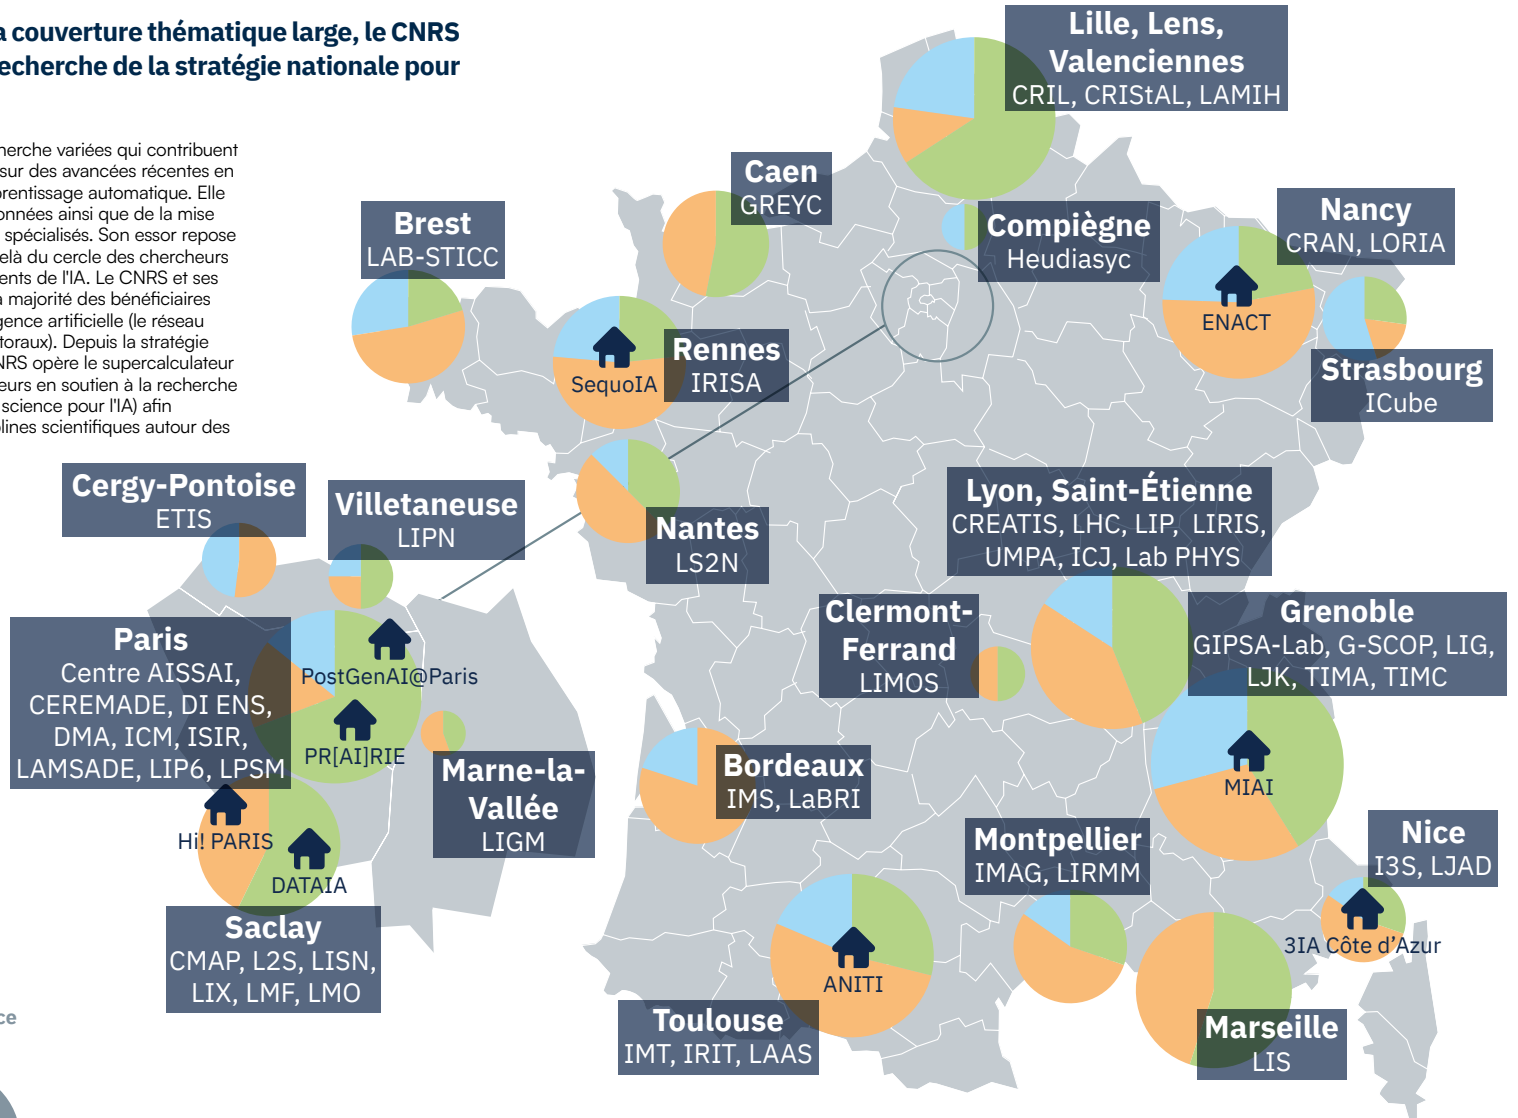 a couverture thématique large, le CNRS
echerche de la stratégie nationale pour
herche variées qui contribuent
sur des avancées récentes en
prentissage automatique. Elle
onnées ainsi que de la mise
spécialisés. Son essor repose
delà du cercle des chercheurs
ents de l'IA. Le CNRS et ses
a majorité des bénéficiaires
gence artificielle (le réseau
toraux). Depuis la stratégie
NRS opère le supercalculateur
eurs en soutien à la recherche
science pour l'IA) afin
plines scientifiques autour des
Lille, Lens,
Valenciennes
CRIL, CRIStAL, LAMIH
Caen
GREYC
Brest
LAB-STICC
Compiègne
Heudiasyc
Nancy
CRAN, LORIA
ENACT
Strasbourg
ICube
Rennes
IRISA
SequoIA
Nantes
LS2N
Cergy-Pontoise
ETIS
Villetaneuse
LIPN
Lyon, Saint-Étienne
CREATIS, LHC, LIP, LIRIS,
UMPA, ICJ, Lab PHYS
Clermont-
Ferrand
LIMOS
Grenoble
GIPSA-Lab, G-SCOP, LIG,
LJK, TIMA, TIMC
MIAI
Paris
Centre AISSAI,
CEREMADE, DI ENS,
DMA, ICM, ISIR,
LAMSADE, LIP6, LPSM
PostGenAI@Paris
PR[AI]RIE
Marne-la-
Vallée
LIGM
Hi! PARIS
DATAIA
Saclay
CMAP, L2S, LISN,
LIX, LMF, LMO
Bordeaux
IMS, LaBRI
Montpellier
IMAG, LIRMM
Nice
I3S, LJAD
3IA Côte d’Azur
ANITI
Toulouse
IMT, IRIT, LAAS
Marseille
LIS
ce